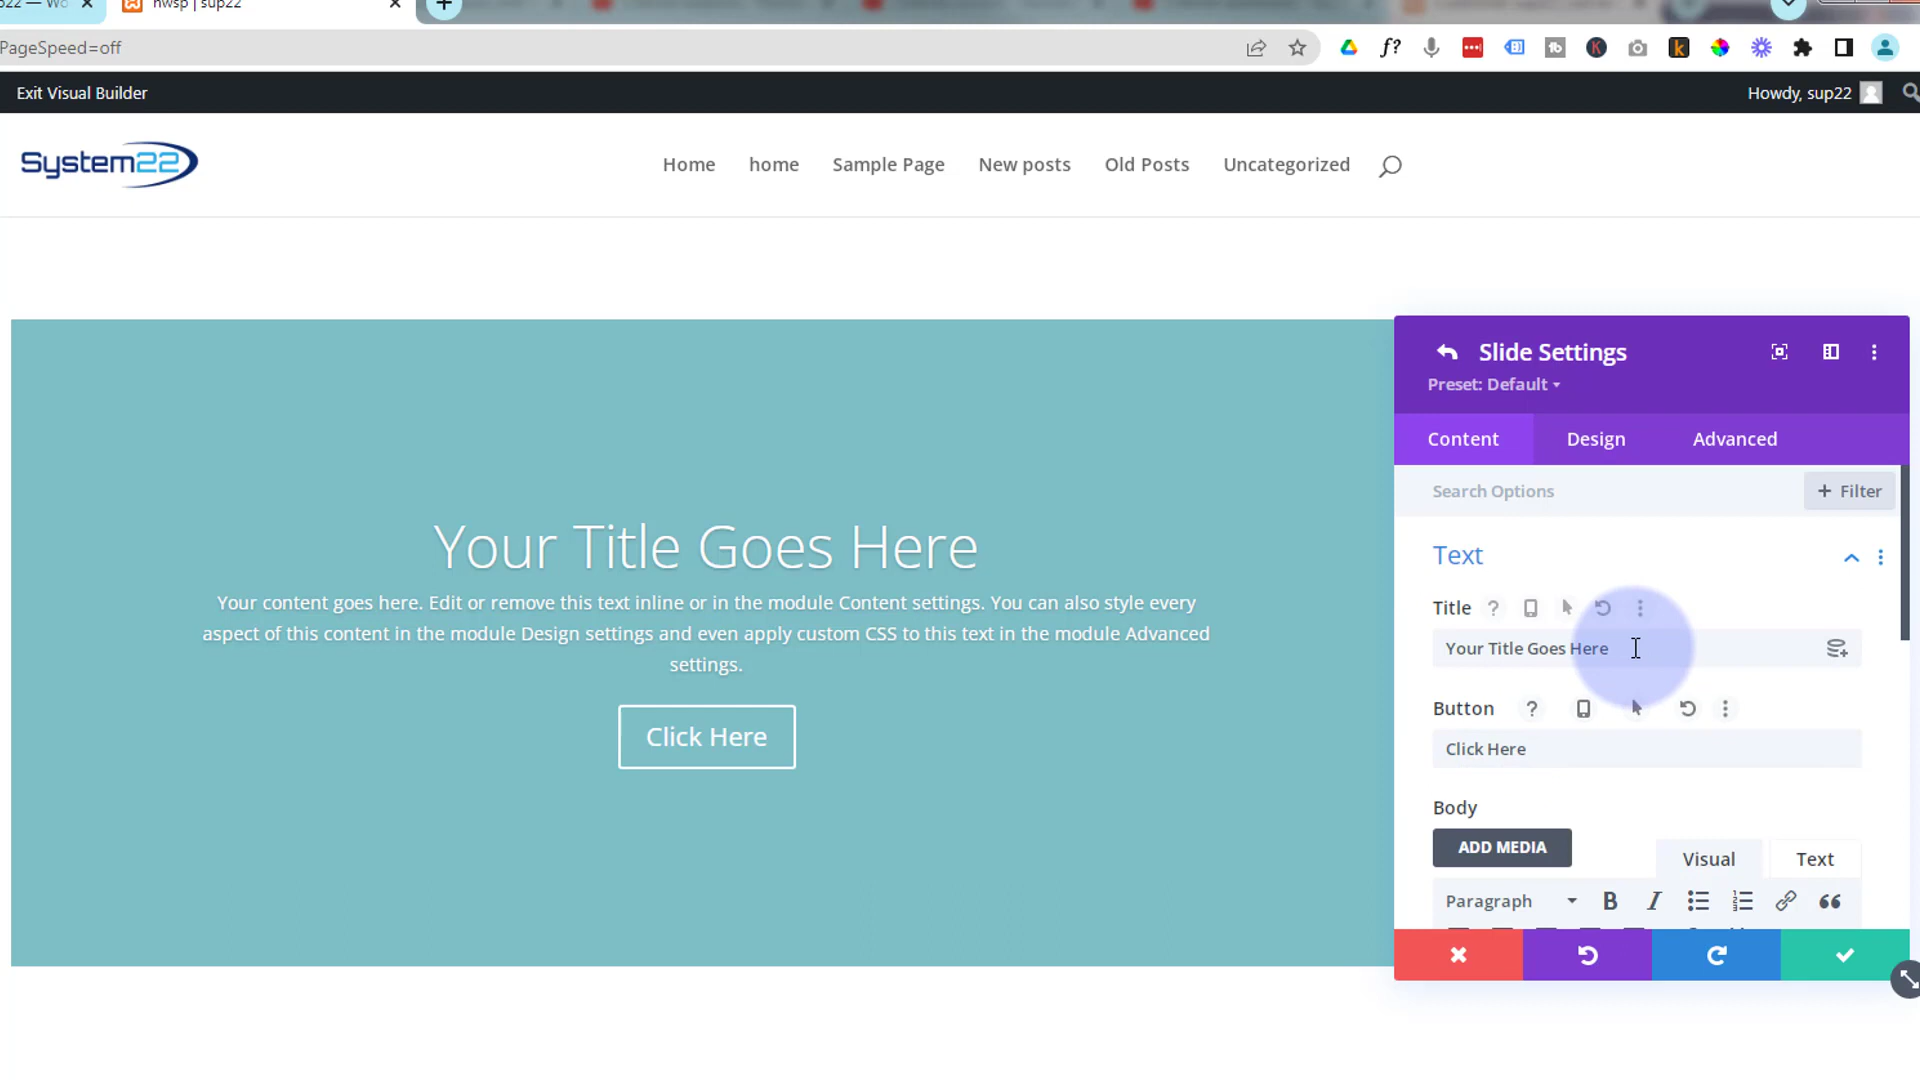 nwsp | sup22
PageSpeed=off
Exit Visual Builder
Howdy, sup22
System22
Home home Sample Page New posts Old Posts Uncategorized
Slide Settings
Preset: Default
Content Design Advanced
Search Options
+ Filter
Text
Title ?
Your Title Goes Here
Button ?
Click Here
Body
ADD MEDIA
Visual Text
Paragraph B I
Your Title Goes Here
Your content goes here. Edit or remove this text inline or in the module Content settings. You can also style every
aspect of this content in the module Design settings and even apply custom CSS to this text in the module Advanced
settings.
Click Here